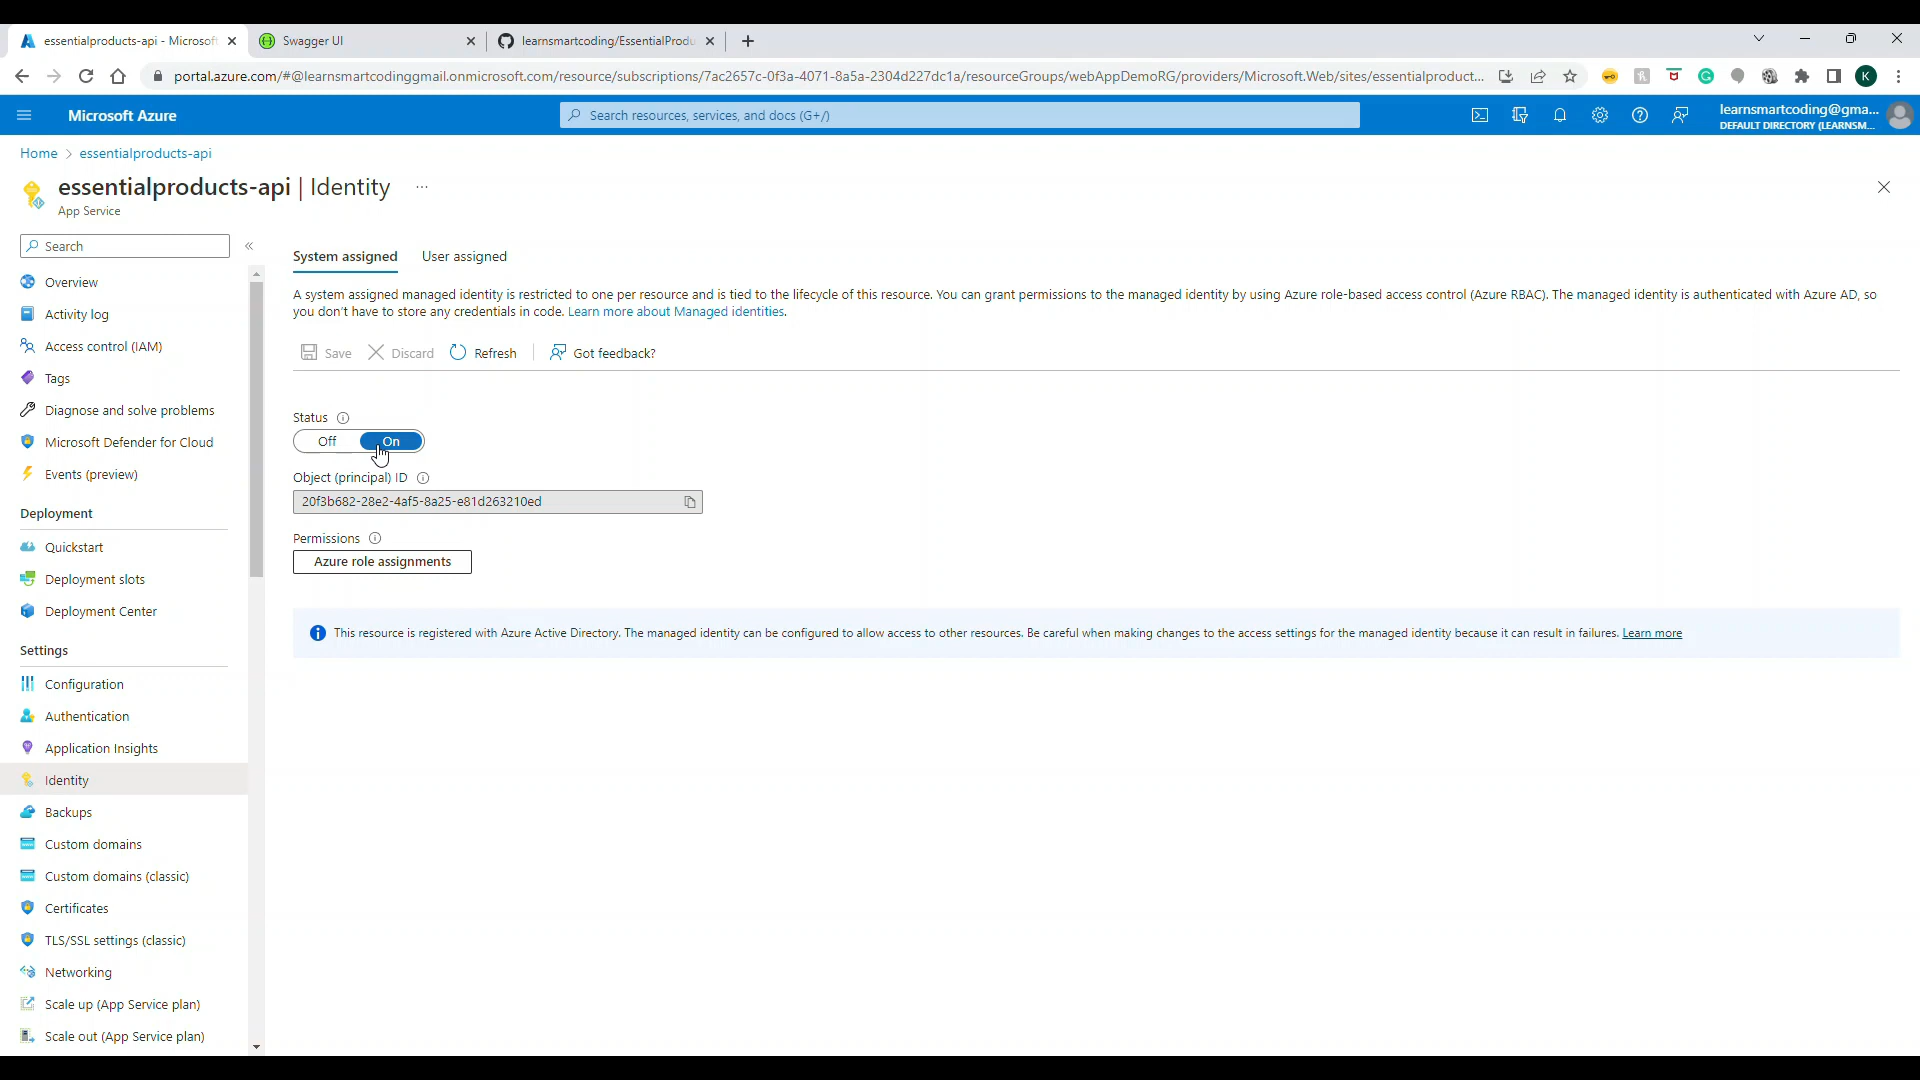 essentialproducts-api - Microsoft
Swagger UI
learnsmartcoding/EssentialProdu
portal.azure.com/#@learnsmartcodinggmail.onmicrosoft.com/resource/subscriptions/7ac2657c-0f3a-4071-8a5a-2304d227dc1a/resourceGroups/webAppDemoRG/providers/Microsoft.Web/sites/essentialproduct...
K
Microsoft Azure
Search resources, services, and docs (G+/)
learnsmartcoding@gma...
DEFAULT DIRECTORY (LEARNSM...
Home > essentialproducts-api
essentialproducts-api | Identity ...
App Service
Search
Overview
Activity log
Access control (IAM)
Tags
Diagnose and solve problems
Microsoft Defender for Cloud
Events (preview)
Deployment
Quickstart
Deployment slots
Deployment Center
Settings
Configuration
Authentication
Application Insights
Identity
Backups
Custom domains
Custom domains (classic)
Certificates
TLS/SSL settings (classic)
Networking
Scale up (App Service plan)
Scale out (App Service plan)
System assigned
User assigned
A system assigned managed identity is restricted to one per resource and is tied to the lifecycle of this resource. You can grant permissions to the managed identity by using Azure role-based access control (Azure RBAC). The managed identity is authenticated with Azure AD, so
you don't have to store any credentials in code. Learn more about Managed identities.
Save
Discard
Refresh
Got feedback?
Status
Off
On
Object (principal) ID
20f3b682-28e2-4af5-8a25-e81d263210ed
Permissions
Azure role assignments
This resource is registered with Azure Active Directory. The managed identity can be configured to allow access to other resources. Be careful when making changes to the access settings for the managed identity because it can result in failures. Learn more